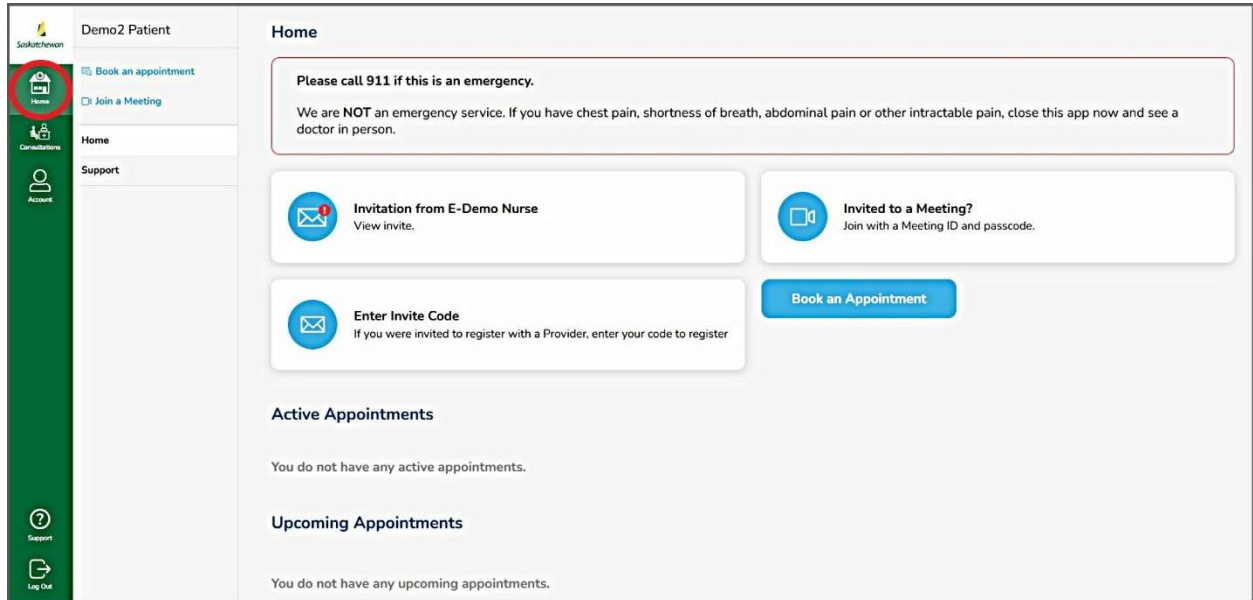 Saskatchewan
Home
Consultations
Account
Support
Log Out
Demo2 Patient
Book an appointment
Join a Meeting
Home
Support
Home
Please call 911 if this is an emergency.
We are NOT an emergency service. If you have chest pain, shortness of breath, abdominal pain or other intractable pain, close this app now and see a
doctor in person.
Invitation from E-Demo Nurse
View invite.
Invited to a Meeting?
Join with a Meeting ID and passcode.
Enter Invite Code
If you were invited to register with a Provider, enter your code to register
Book an Appointment
Active Appointments
You do not have any active appointments.
Upcoming Appointments
You do not have any upcoming appointments.